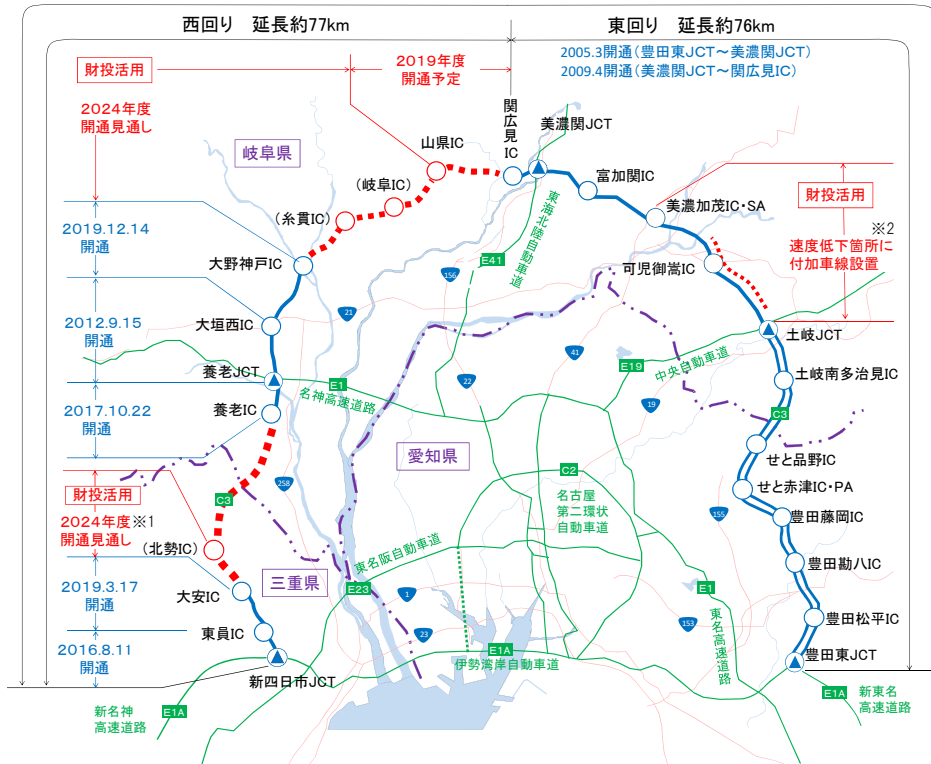 西回り　延長約77km
東回り　延長約76km
2005.3開通（豊田東JCT～美濃関JCT）
2009.4開通（美濃関JCT～関広見IC）
財投活用
2019年度
開通予定
2024年度
開通見通し
岐阜県
山県IC
関広見IC
美濃関JCT
（岐阜IC）
富加関IC
財投活用
（糸貫IC）
美濃加茂IC・SA
※2
速度低下箇所に
付加車線設置
2019.12.14
開通
東海北陸自動車道
E41
大野神戸IC
可児御嵩IC
156
21
2012.9.15
開通
大垣西IC
土岐JCT
41
養老JCT
E1
名神高速道路
E19
中央自動車道
22
土岐南多治見IC
19
C3
2017.10.22
開通
養老IC
愛知県
せと品野IC
C2
財投活用
2024年度※1
開通見通し
C3
258
名古屋
第二環状
自動車道
せと赤津IC・PA
155
豊田藤岡IC
（北勢IC）
東名阪自動車道
豊田勘八IC
2019.3.17
開通
三重県
大安IC
E23
1
E1
東名高速道路
豊田松平IC
153
東員IC
23
2016.8.11
開通
E1A
伊勢湾岸自動車道
豊田東JCT
新四日市JCT
新名神
高速道路
E1A
E1A
新東名
高速道路